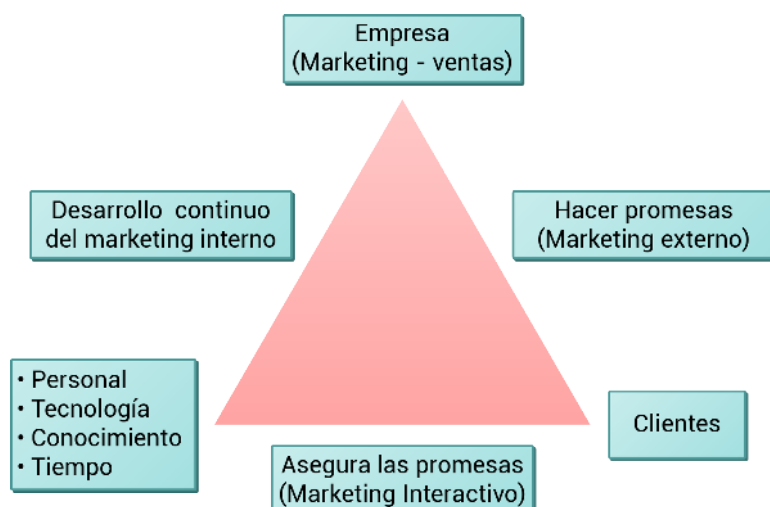 Empresa
(Marketing - ventas)
Desarrollo continuo
del marketing interno
Hacer promesas
(Marketing externo)
• Personal
• Tecnología
• Conocimiento
• Tiempo
Clientes
Asegura las promesas
(Marketing Interactivo)